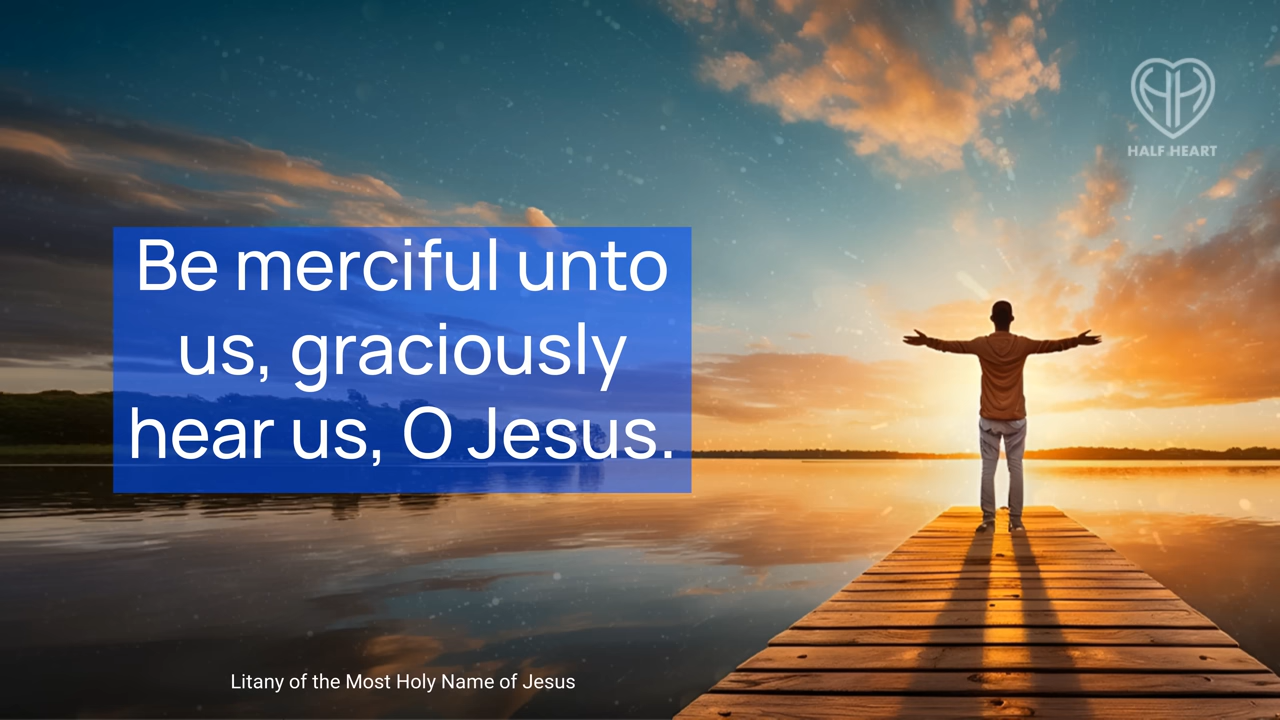 HALF HEART
Be merciful unto
us, graciously
hear us, O Jesus.
Litany of the Most Holy Name of Jesus